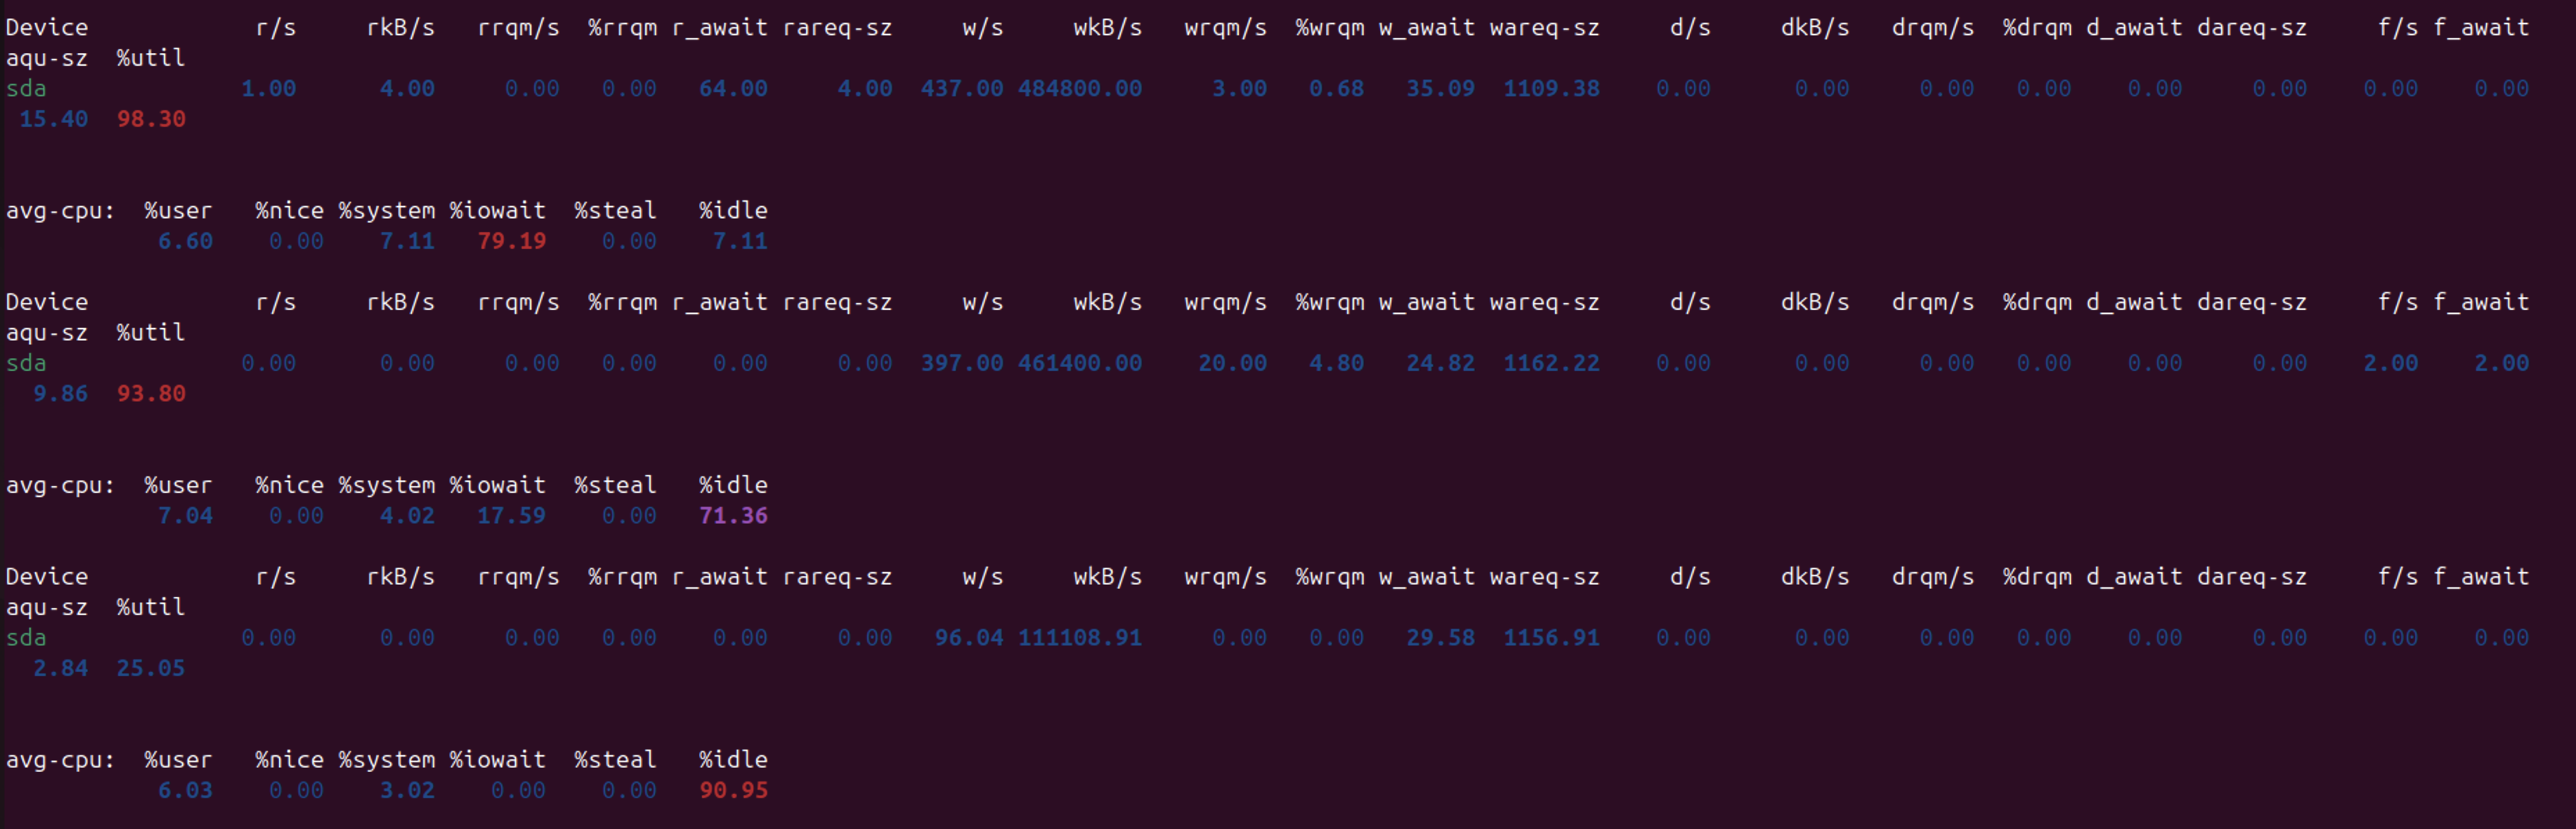 Device r/s rkB/s rrqm/s %rrqm r_await rareq-sz w/s wkB/s wrqm/s %wrqm w_await wareq-sz d/s dkB/s drqm/s %drqm d_await dareq-sz f/s f_await
aqu-sz %util
sda 1.00 4.00 0.00 0.00 64.00 4.00 437.00 484800.00 3.00 0.68 35.09 1109.38 0.00 0.00 0.00 0.00 0.00 0.00 0.00 0.00
15.40 98.30
avg-cpu: %user %nice %system %iowait %steal %idle
6.60 0.00 7.11 79.19 0.00 7.11
Device r/s rkB/s rrqm/s %rrqm r_await rareq-sz w/s wkB/s wrqm/s %wrqm w_await wareq-sz d/s dkB/s drqm/s %drqm d_await dareq-sz f/s f_await
aqu-sz %util
sda 0.00 0.00 0.00 0.00 0.00 0.00 397.00 461400.00 20.00 4.80 24.82 1162.22 0.00 0.00 0.00 0.00 0.00 0.00 2.00 2.00
9.86 93.80
avg-cpu: %user %nice %system %iowait %steal %idle
7.04 0.00 4.02 17.59 0.00 71.36
Device r/s rkB/s rrqm/s %rrqm r_await rareq-sz w/s wkB/s wrqm/s %wrqm w_await wareq-sz d/s dkB/s drqm/s %drqm d_await dareq-sz f/s f_await
aqu-sz %util
sda 0.00 0.00 0.00 0.00 0.00 0.00 96.04 111108.91 0.00 0.00 29.58 1156.91 0.00 0.00 0.00 0.00 0.00 0.00 0.00 0.00
2.84 25.05
avg-cpu: %user %nice %system %iowait %steal %idle
6.03 0.00 3.02 0.00 0.00 90.95